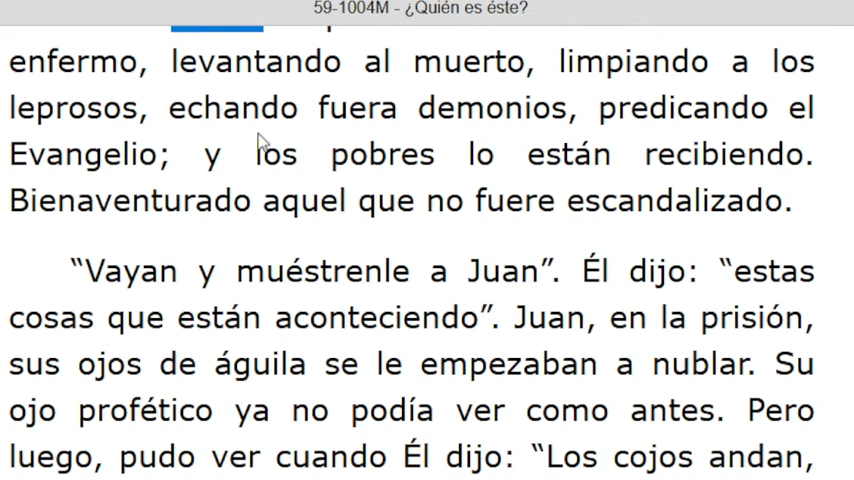 59-1004M - ¿Quién es éste?
enfermo, levantando al muerto, limpiando a los
leprosos, echando fuera demonios, predicando el
Evangelio; y los pobres lo están recibiendo.
Bienaventurado aquel que no fuere escandalizado.
“Vayan y muéstrenle a Juan”. Él dijo: “estas
cosas que están aconteciendo”. Juan, en la prisión,
sus ojos de águila se le empezaban a nublar. Su
ojo profético ya no podía ver como antes. Pero
luego, pudo ver cuando Él dijo: “Los cojos andan,